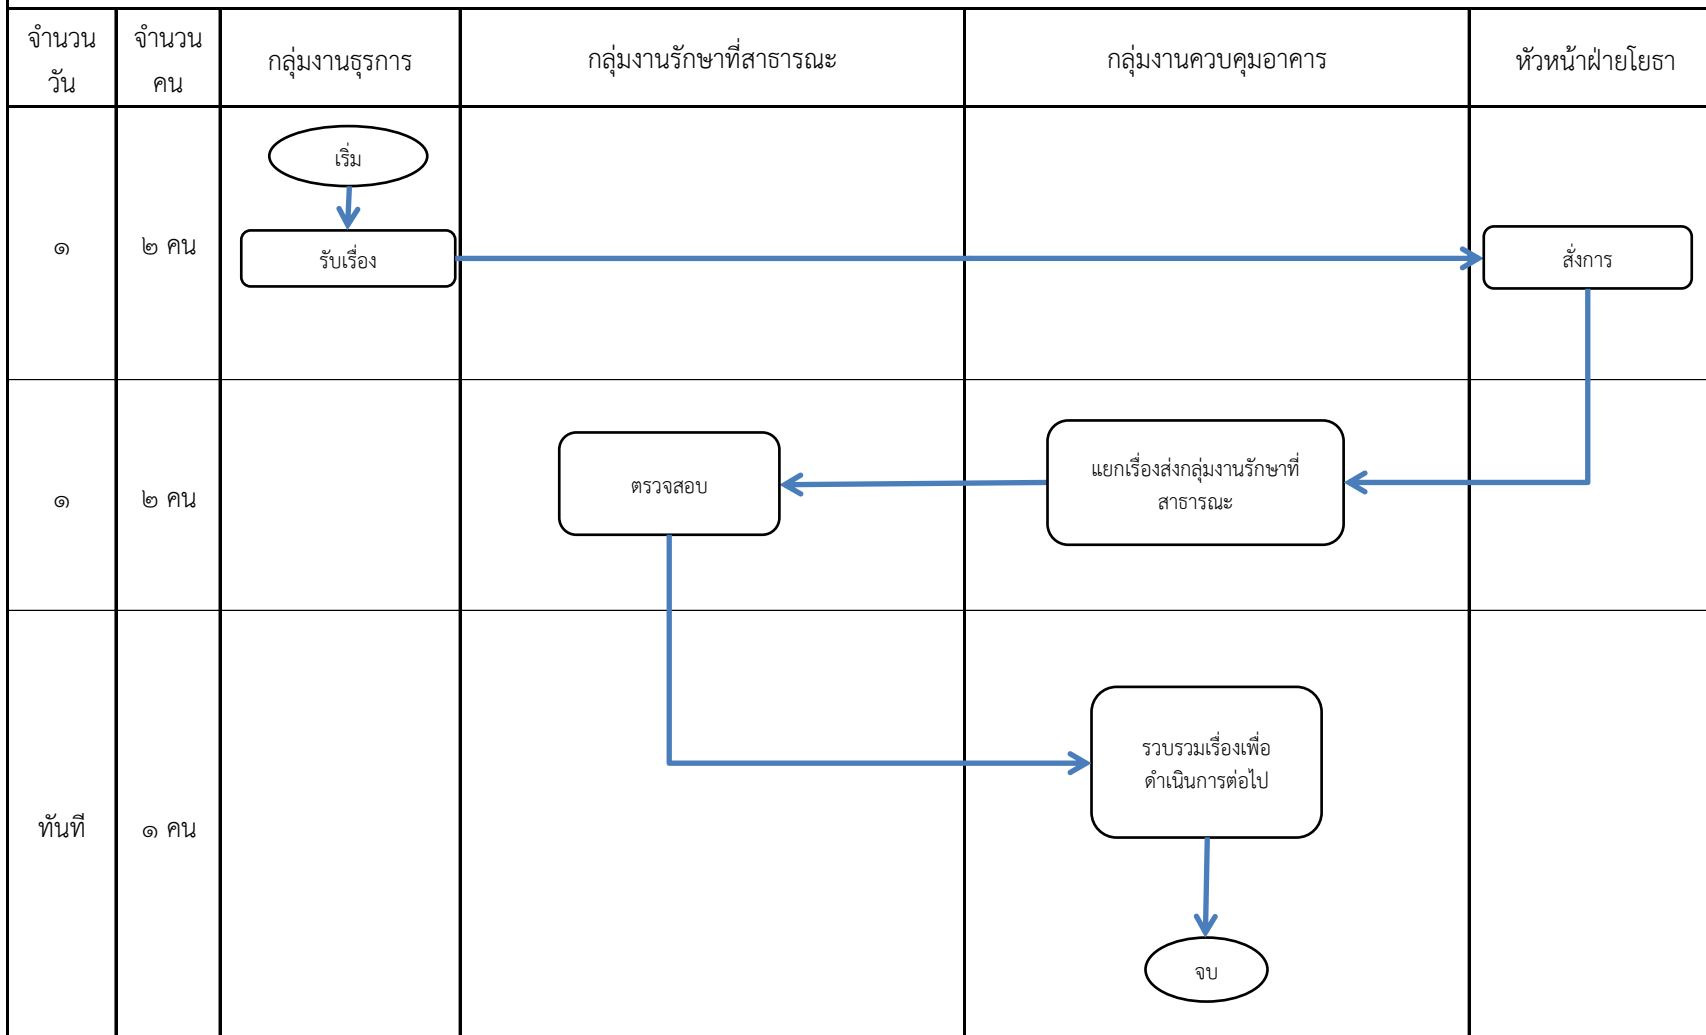 จำนวน
วัน
จำนวน
คน
กลุ่มงานธุรการ
กลุ่มงานรักษาที่สาธารณะ
กลุ่มงานควบคุมอาคาร
หัวหน้าฝ่ายโยธา
เริ่ม
๑
๒ คน
รับเรื่อง
สั่งการ
๑
๒ คน
ตรวจสอบ
แยกเรื่องส่งกลุ่มงานรักษาที่
สาธารณะ
ทันที
๑ คน
รวบรวมเรื่องเพื่อ
ดำเนินการต่อไป
จบ